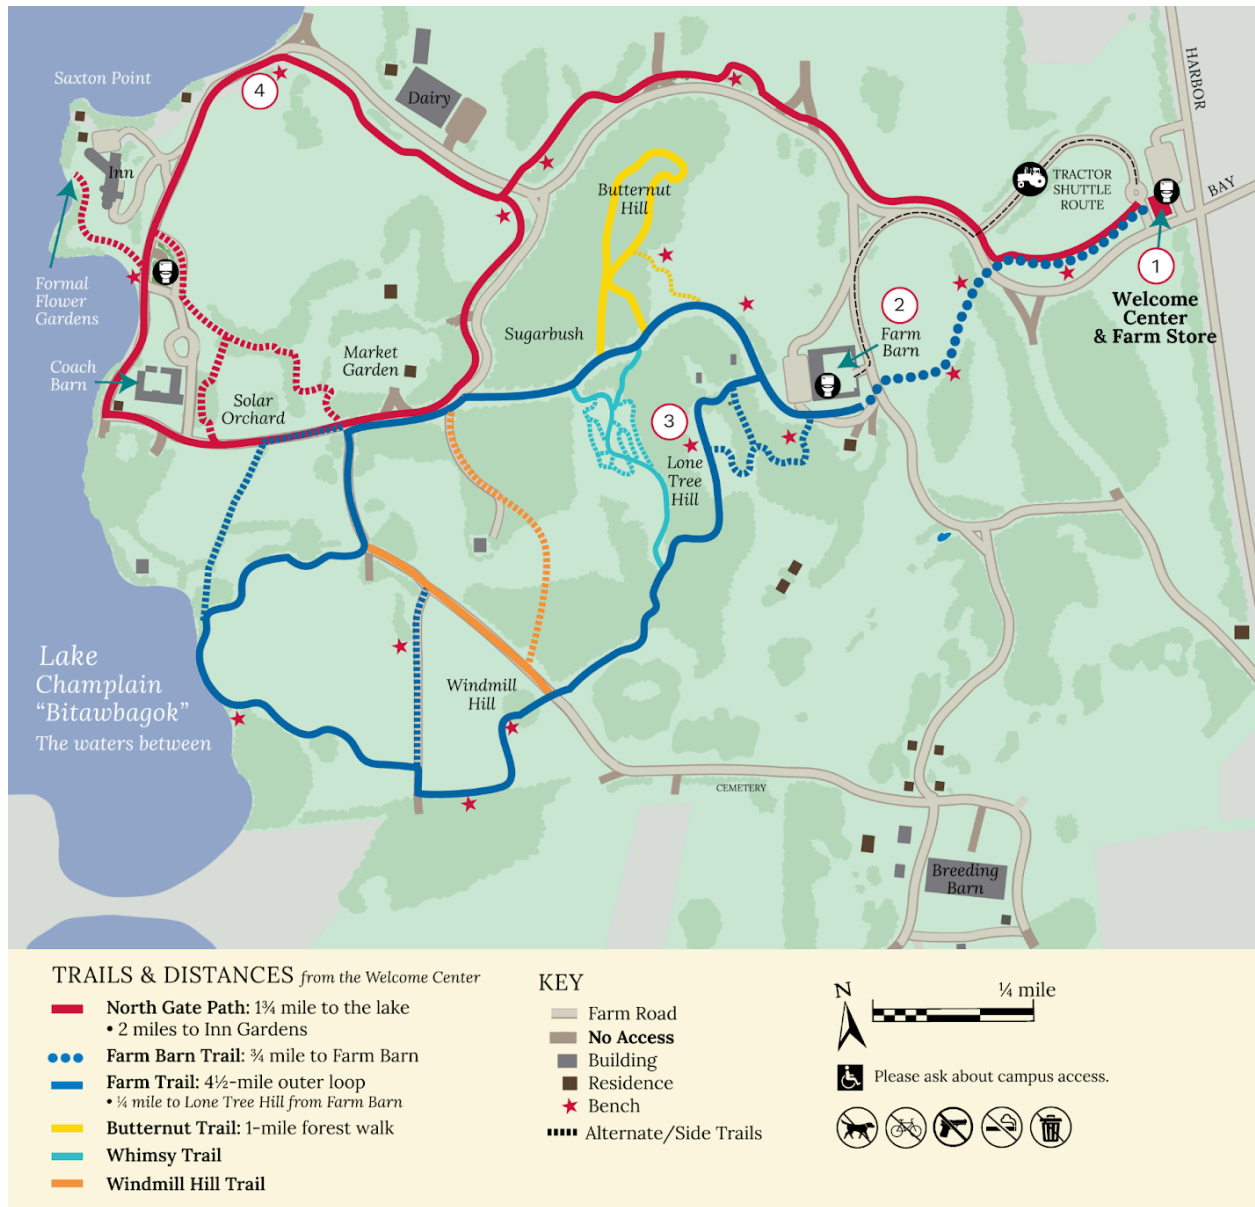 Saxton Point
4
Dairy
HARBOR
BAY
TRACTOR
SHUTTLE
ROUTE
Inn
Butternut
Hill
Formal
Flower
Gardens
1
Welcome
Center
& Farm Store
2
Farm
Barn
Sugarbush
Market
Garden
Coach
Barn
Solar
Orchard
3
Lone
Tree
Hill
Lake
Champlain
“Bitawbagok”
The waters between
Windmill
Hill
CEMETERY
Breeding
Barn
TRAILS & DISTANCES from the Welcome Center
North Gate Path: 1¾ mile to the lake
• 2 miles to Inn Gardens
Farm Barn Trail: ¾ mile to Farm Barn
Farm Trail: 4½-mile outer loop
• ¼ mile to Lone Tree Hill from Farm Barn
Butternut Trail: 1-mile forest walk
Whimsy Trail
Windmill Hill Trail
KEY
Farm Road
No Access
Building
Residence
Bench
Alternate/Side Trails
N
¼ mile
Please ask about campus access.